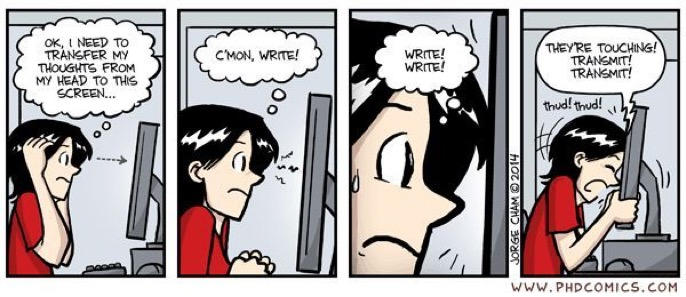 OK, I NEED TO
TRANSFER MY
THOUGHTS FROM
MY HEAD TO THIS
SCREEN...
C'MON, WRITE!
WRITE!
WRITE!
THEY'RE TOUCHING!
TRANSMIT!
TRANSMIT!
thud! thud!
JORGE CHAM © 2014
WWW.PHDCOMICS.COM